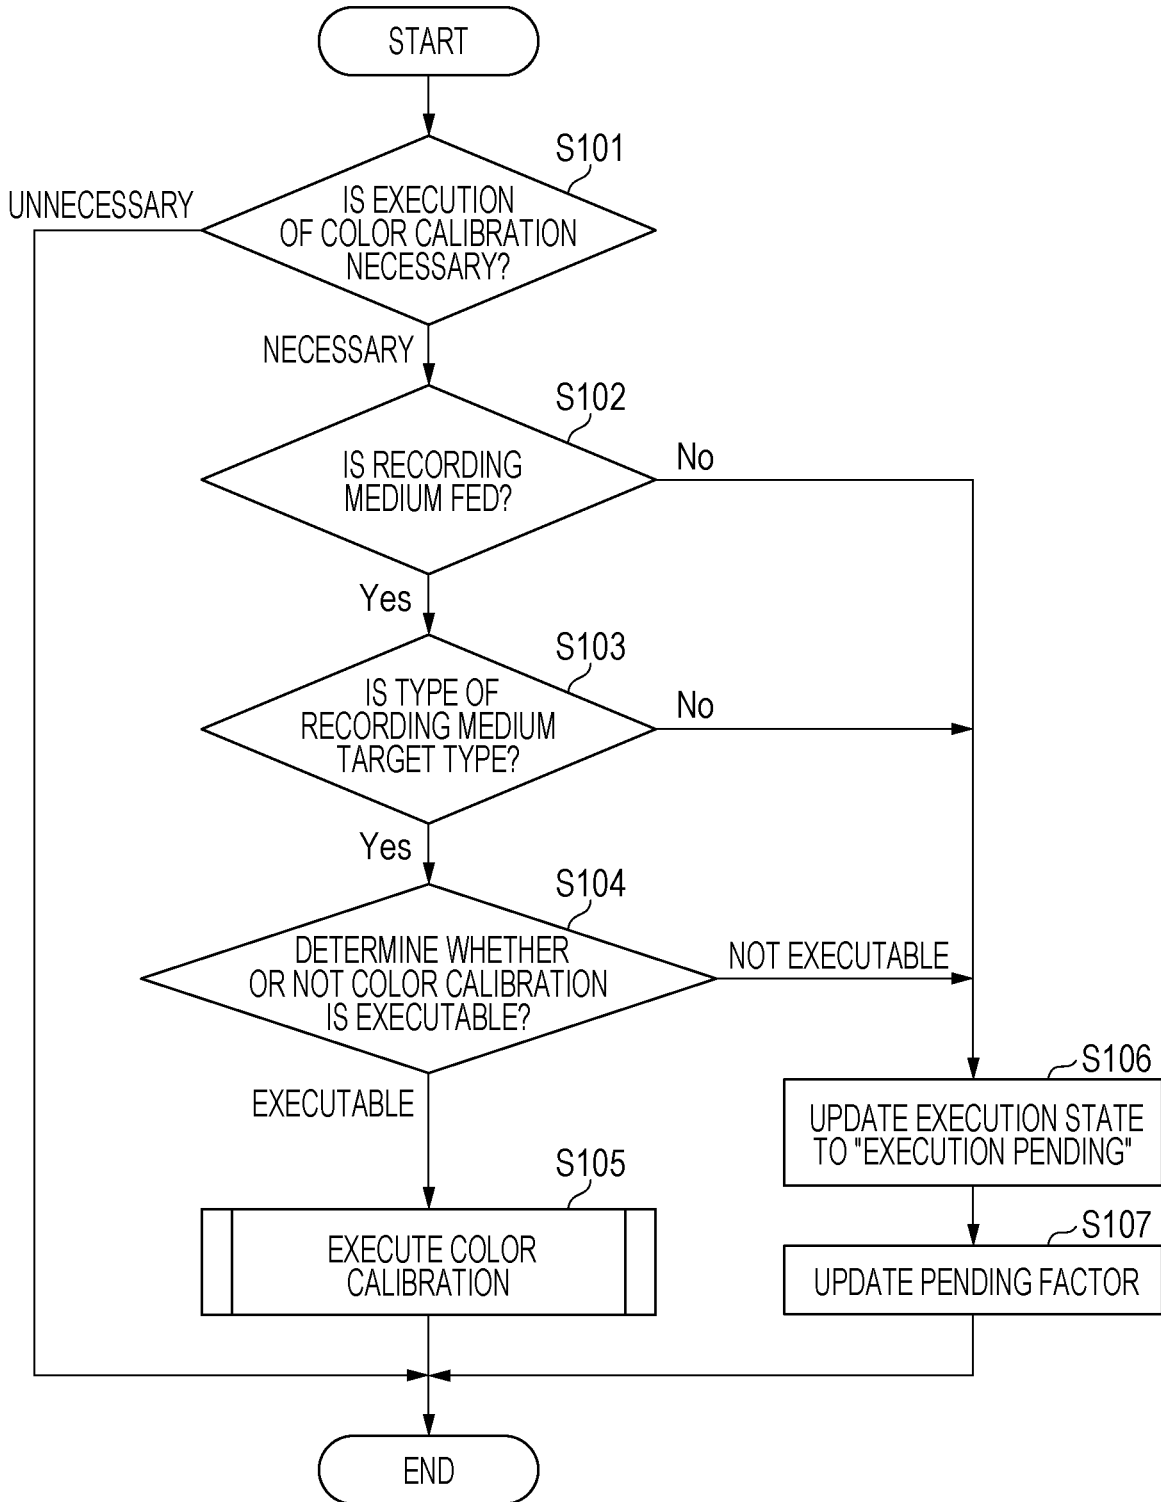 START
S101
UNNECESSARY
IS EXECUTION
OF COLOR CALIBRATION
NECESSARY?
NECESSARY
S102
No
IS RECORDING
MEDIUM FED?
Yes
S103
No
IS TYPE OF
RECORDING MEDIUM
TARGET TYPE?
Yes
S104
DETERMINE WHETHER
OR NOT COLOR CALIBRATION
IS EXECUTABLE?
NOT EXECUTABLE
EXECUTABLE
S106
UPDATE EXECUTION STATE
TO "EXECUTION PENDING"
S105
EXECUTE COLOR
CALIBRATION
S107
UPDATE PENDING FACTOR
END